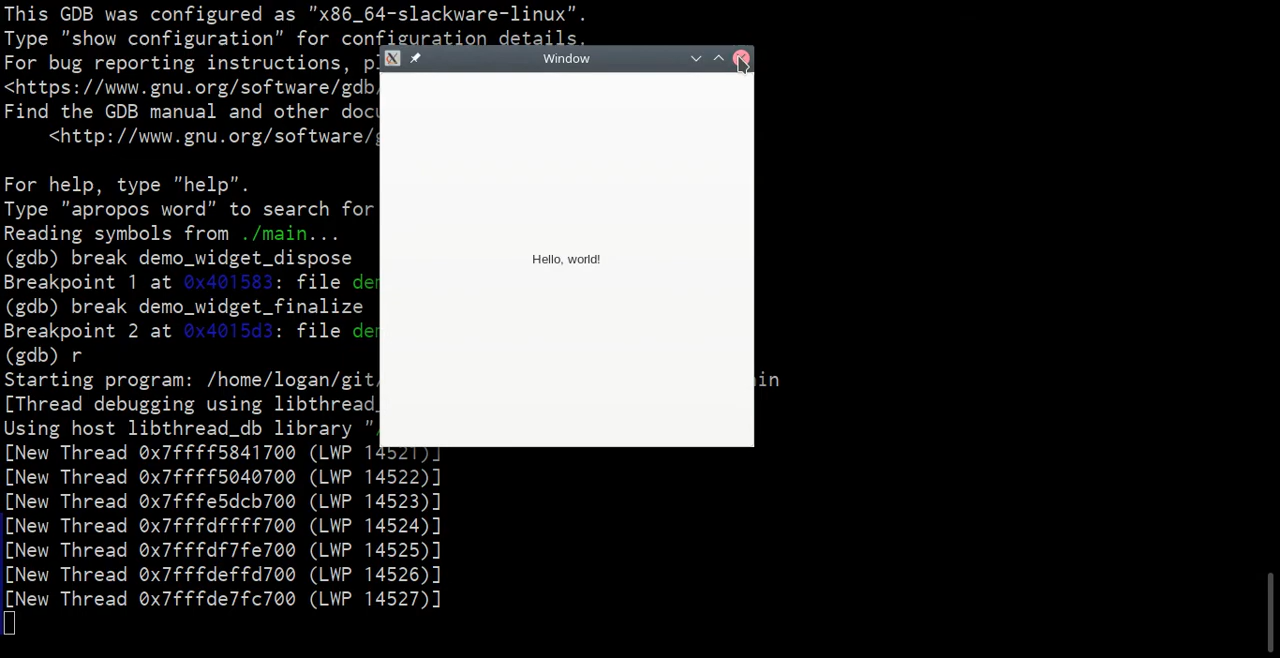 This GDB was configured as "x86_64-slackware-linux".
Type "show configuration" for configuration details.
For bug reporting instructions, pl
<https://www.gnu.org/software/gdb/
Find the GDB manual and other docu
<http://www.gnu.org/software/g
For help, type "help".
Type "apropos word" to search for
Reading symbols from ./main...
(gdb) break demo_widget_dispose
Breakpoint 1 at 0x401583: file dem
(gdb) break demo_widget_finalize
Breakpoint 2 at 0x4015d3: file dem
(gdb) r
Starting program: /home/logan/git/ in
[Thread debugging using libthread_
Using host libthread_db library "/
[New Thread 0x7ffff5841700 (LWP 14521)]
[New Thread 0x7ffff5040700 (LWP 14522)]
[New Thread 0x7fffe5dcb700 (LWP 14523)]
[New Thread 0x7fffdffff700 (LWP 14524)]
[New Thread 0x7fffdf7fe700 (LWP 14525)]
[New Thread 0x7fffdeffd700 (LWP 14526)]
[New Thread 0x7fffde7fc700 (LWP 14527)]
Window
Hello, world!